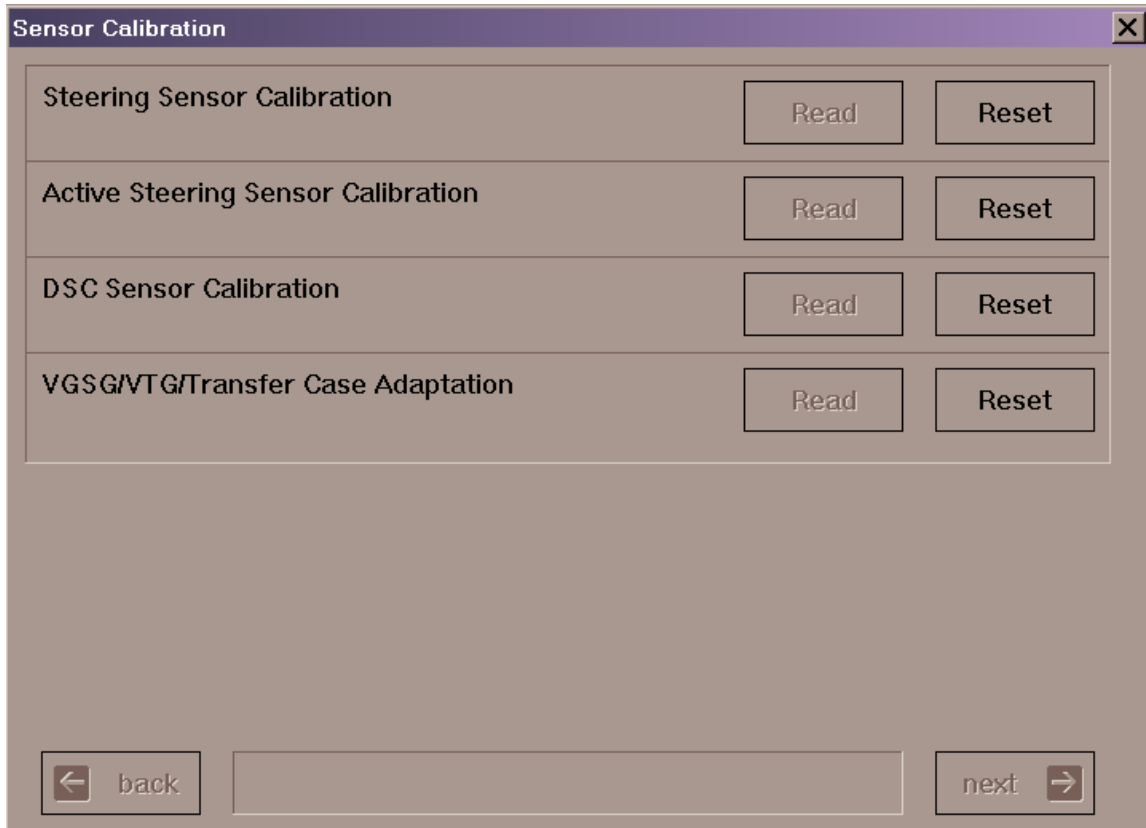 Sensor Calibration
Steering Sensor Calibration Read Reset
Active Steering Sensor Calibration Read Reset
DSC Sensor Calibration Read Reset
VGSG/VTG/Transfer Case Adaptation Read Reset
back next